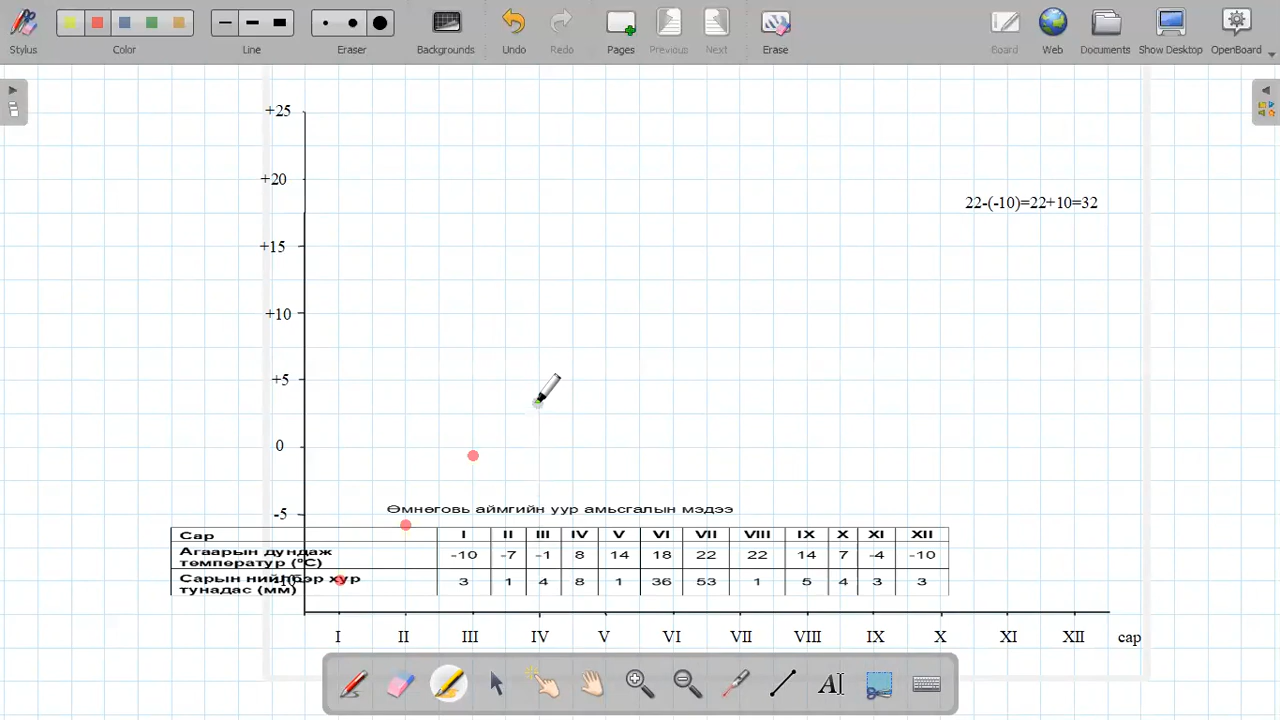 Stylus Color Line Eraser Backgrounds Undo Redo Pages Previous Next Erase Board Web Documents Show Desktop OpenBoard
+25
+20
22-(-10)=22+10=32
+15
+10
+5
0
-5
Өмнөговь аймгийн уур амьсгалын мэдээ
Сар I II III IV V VI VII VIII IX X XI XII
Агаарын дундаж температур (°C) -10 -7 -1 8 14 18 22 22 14 7 -4 -10
Сарын нийлбэр хур тунадас (мм) 3 1 4 8 1 36 53 1 5 4 3 3
-10
I II III IV V VI VII VIII IX X XI XII сар